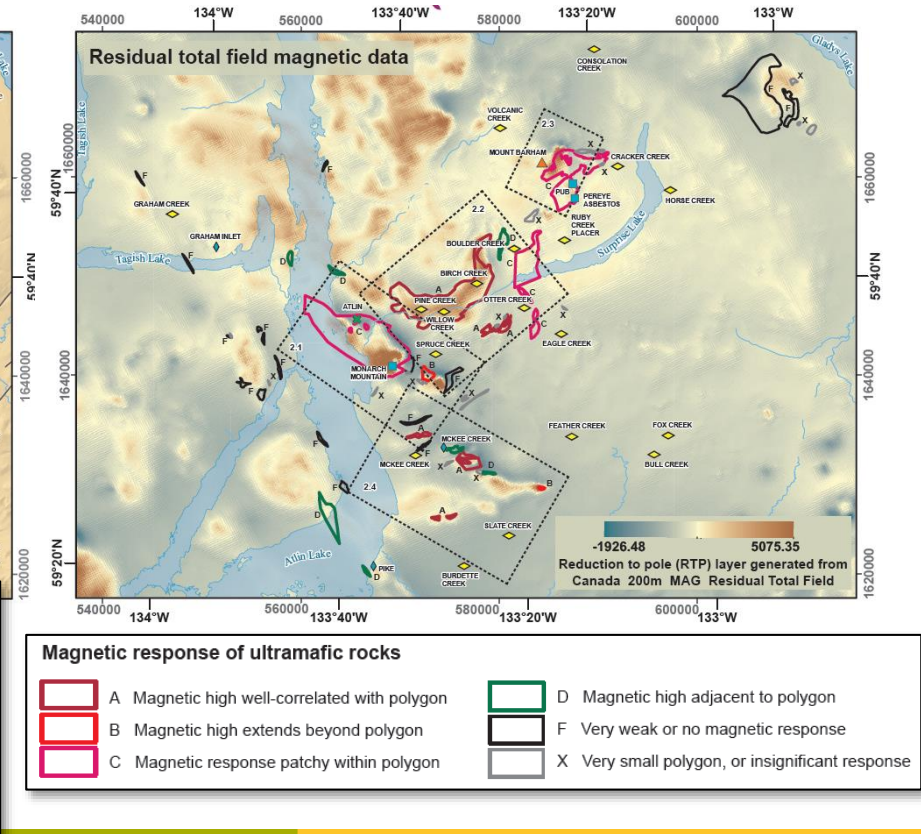 134°W 133°40'W 133°20'W 133°W
540000 560000 580000 600000
Residual total field magnetic data
CONSOLATION
CREEK
Gladys Lake
Tagish Lake
VOLCANIC
CREEK
2.3
X
F
X
F
X
1660000
59°40'N
MOUNT BARHAM
X
CRACKER CREEK
X
F
F
C
PUB
PEREYE
ASBESTOS
HORSE CREEK
1660000
GRAHAM CREEK
2.2
X
RUBY
CREEK
PLACER
GRAHAM INLET
BOULDER CREEK
D
Surprise Lake
Tagish Lake
F
D
D
C
BIRCH CREEK
A
59°40'N
59°40'N
ATLIN
C
PINE CREEK
OTTER CREEK
C
WILLOW
CREEK
A
X
A
C
X
EAGLE CREEK
F
F
2.1
SPRUCE CREEK
1640000
MONARCH
MOUNTAIN
F
B
F
X
F
X
F
X
X
1640000
F
A
F
MCKEE CREEK
FEATHER CREEK
FOX CREEK
F
MCKEE CREEK
X
A
X
D
BULL CREEK
F
2.4
B
D
A
SLATE CREEK
59°20'N
Atlin Lake
PIKE
D
BURDETTE
CREEK
-1926.48 5075.35
Reduction to pole (RTP) layer generated from
Canada 200m MAG Residual Total Field
1620000
1620000
540000 560000 580000 600000
134°W 133°40'W 133°20'W 133°W
Magnetic response of ultramafic rocks
A Magnetic high well-correlated with polygon
B Magnetic high extends beyond polygon
C Magnetic response patchy within polygon
D Magnetic high adjacent to polygon
F Very weak or no magnetic response
X Very small polygon, or insignificant response